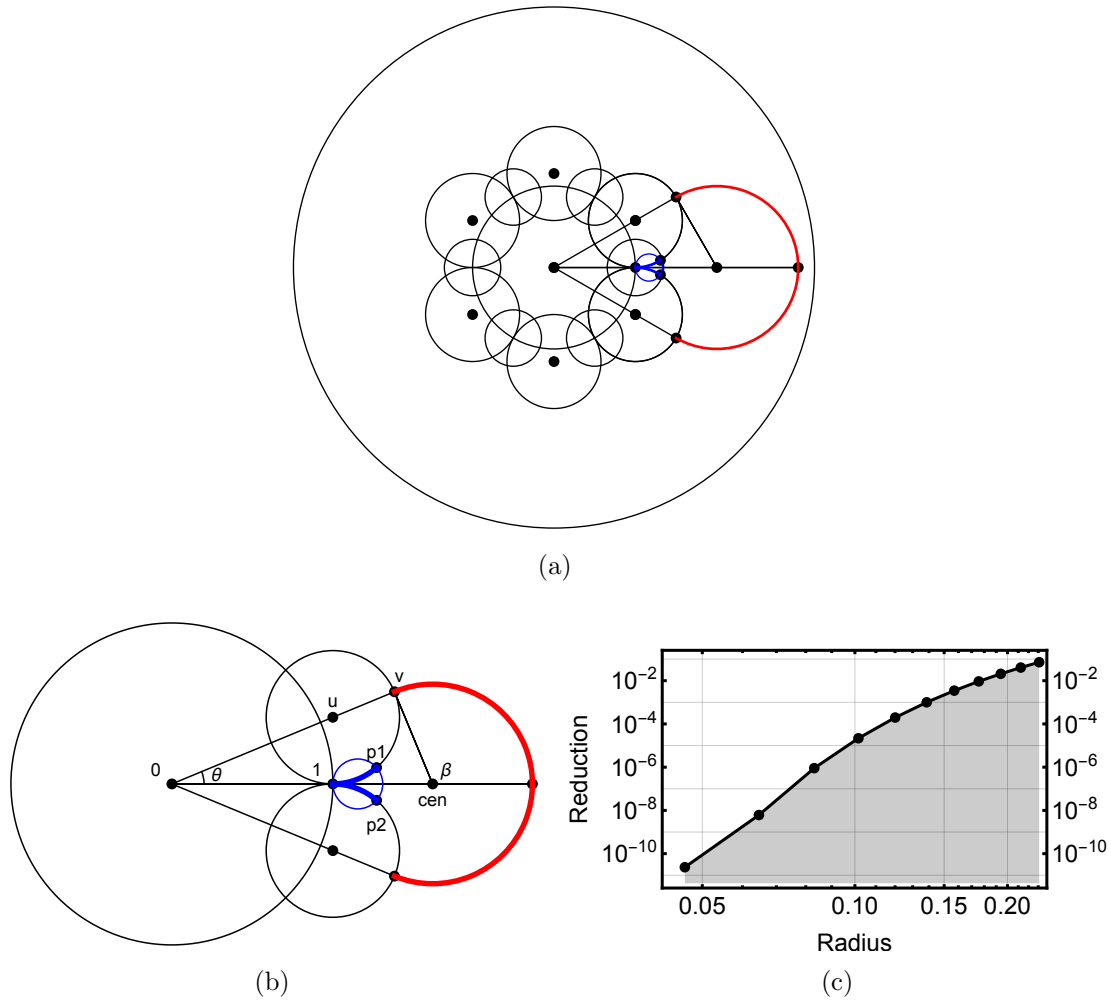 (a)
v
u
p1
0
θ
1
β
cen
p2
(b)
Reduction
10^-2
10^-4
10^-6
10^-8
10^-10
10^-2
10^-4
10^-6
10^-8
10^-10
0.05
0.10
0.15
0.20
Radius
(c)